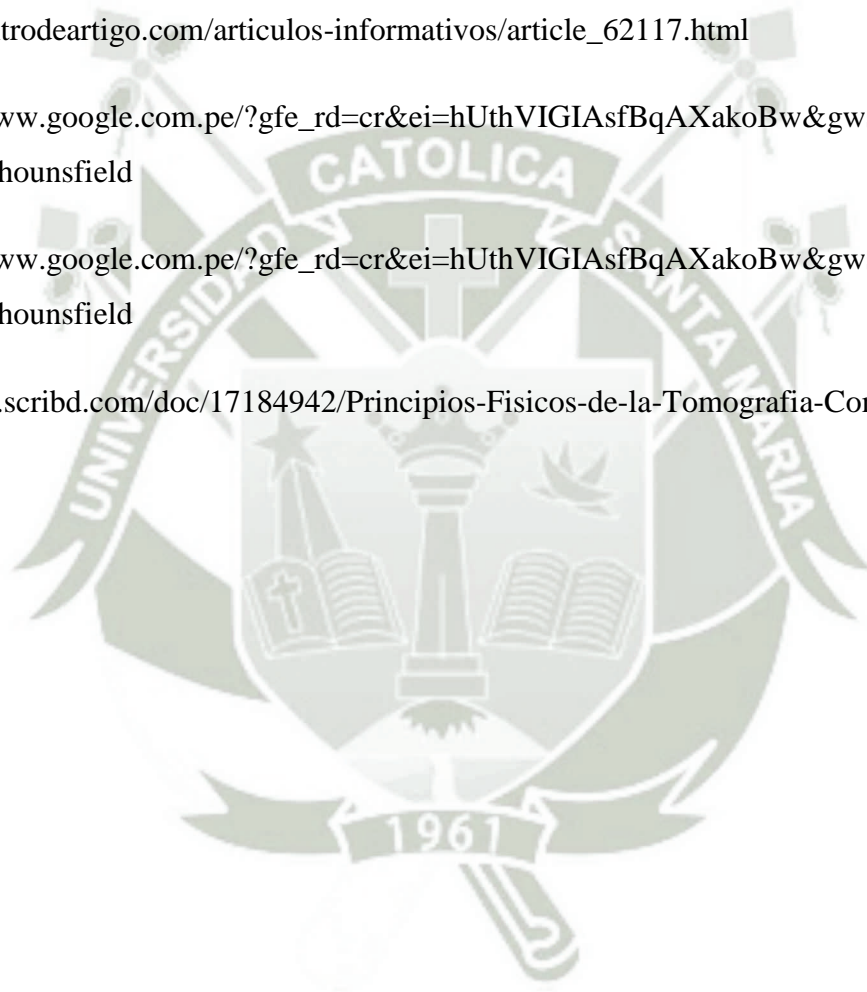 trodeartigo.com/articulos-informativos/article_62117.html
ww.google.com.pe/?gfe_rd=cr&ei=hUthVIGIAsfBqAXakoBw&gw
hounsfield
ww.google.com.pe/?gfe_rd=cr&ei=hUthVIGIAsfBqAXakoBw&gw
hounsfield
.scribd.com/doc/17184942/Principios-Fisicos-de-la-Tomografia-Co
UNIVERSIDAD CATOLICA SANTA MARIA
1961